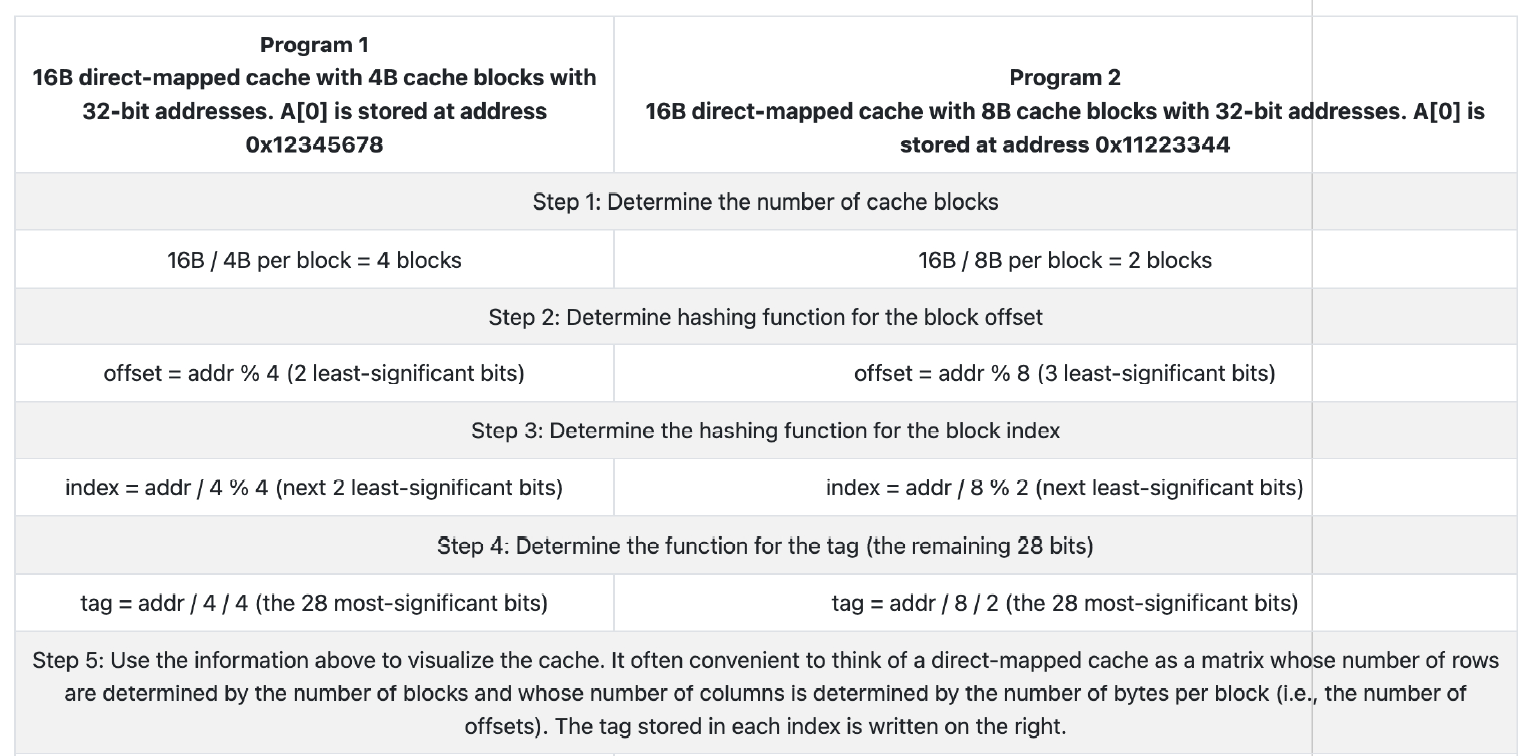 Program 1
16B direct-mapped cache with 4B cache blocks with
32-bit addresses. A[0] is stored at address
0x12345678
Program 2
16B direct-mapped cache with 8B cache blocks with 32-bit addresses. A[0] is
stored at address 0x11223344
Step 1: Determine the number of cache blocks
16B / 4B per block = 4 blocks
16B / 8B per block = 2 blocks
Step 2: Determine hashing function for the block offset
offset = addr % 4 (2 least-significant bits)
offset = addr % 8 (3 least-significant bits)
Step 3: Determine the hashing function for the block index
index = addr / 4 % 4 (next 2 least-significant bits)
index = addr / 8 % 2 (next least-significant bits)
Step 4: Determine the function for the tag (the remaining 28 bits)
tag = addr / 4 / 4 (the 28 most-significant bits)
tag = addr / 8 / 2 (the 28 most-significant bits)
Step 5: Use the information above to visualize the cache. It often convenient to think of a direct-mapped cache as a matrix whose number of rows
are determined by the number of blocks and whose number of columns is determined by the number of bytes per block (i.e., the number of
offsets). The tag stored in each index is written on the right.